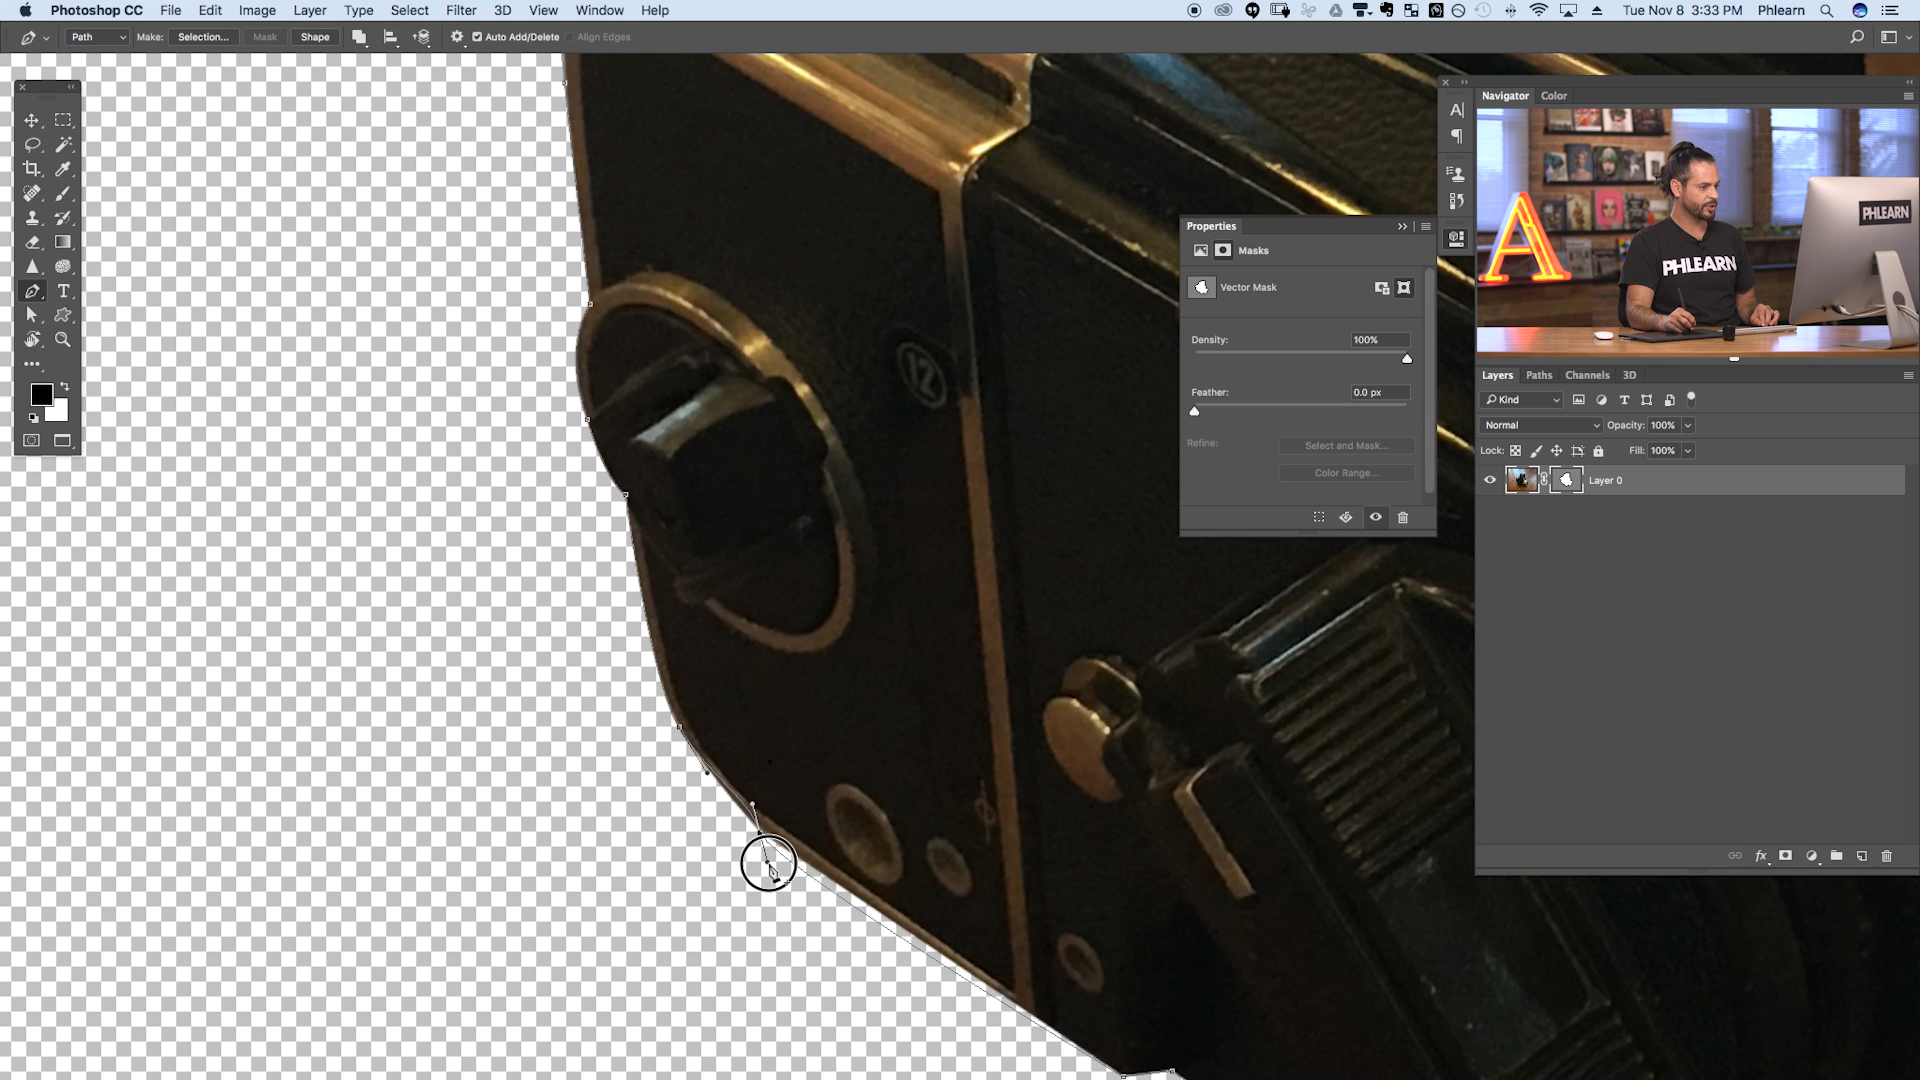 Photoshop CC File Edit Image Layer Type Select Filter 3D View Window Help Tue Nov 8 3:33 PM Phlearn
Path Make: Selection... Mask Shape Auto Add/Delete Align Edges
Navigator Color
PHLEARN
PHLEARN
A
12
Properties
Masks
Vector Mask
Density: 100%
Feather: 0.0 px
Refine: Select and Mask...
Color Range...
Layers Paths Channels 3D
Kind
Normal Opacity: 100%
Lock: Fill: 100%
Layer 0
fx